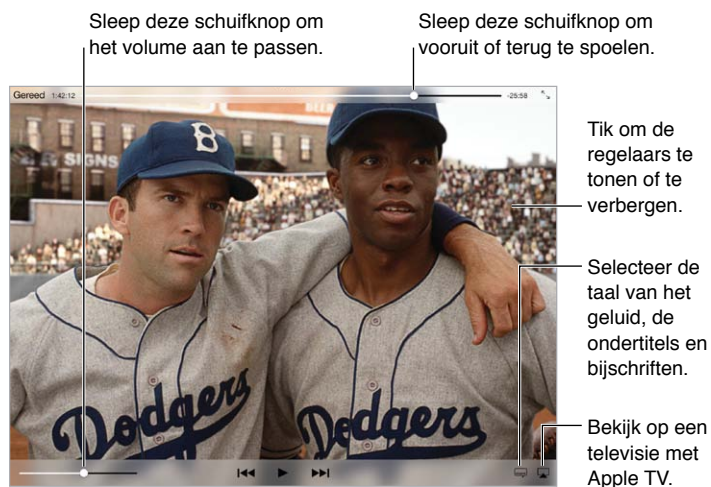 Sleep deze schuifknop om
het volume aan te passen.
Sleep deze schuifknop om
vooruit of terug te spoelen.
Gereed 1:42:12
-25:58
SIGNS
B
Tik om de
regelaars te
tonen of te
verbergen.
Selecteer de
taal van het
geluid, de
ondertitels en
bijschriften.
Dodgers
Dodgers
Bekijk op een
televisie met
Apple TV.